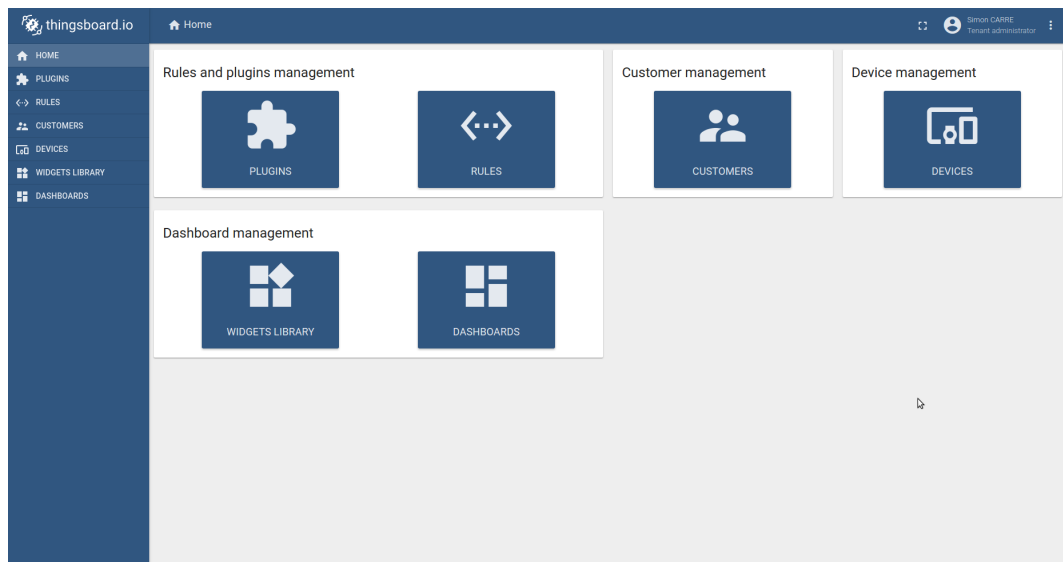 thingsboard.io
Home
Simon CARRE
Tenant administrator
HOME
PLUGINS
RULES
CUSTOMERS
DEVICES
WIDGETS LIBRARY
DASHBOARDS
Rules and plugins management
PLUGINS
RULES
Customer management
CUSTOMERS
Device management
DEVICES
Dashboard management
WIDGETS LIBRARY
DASHBOARDS